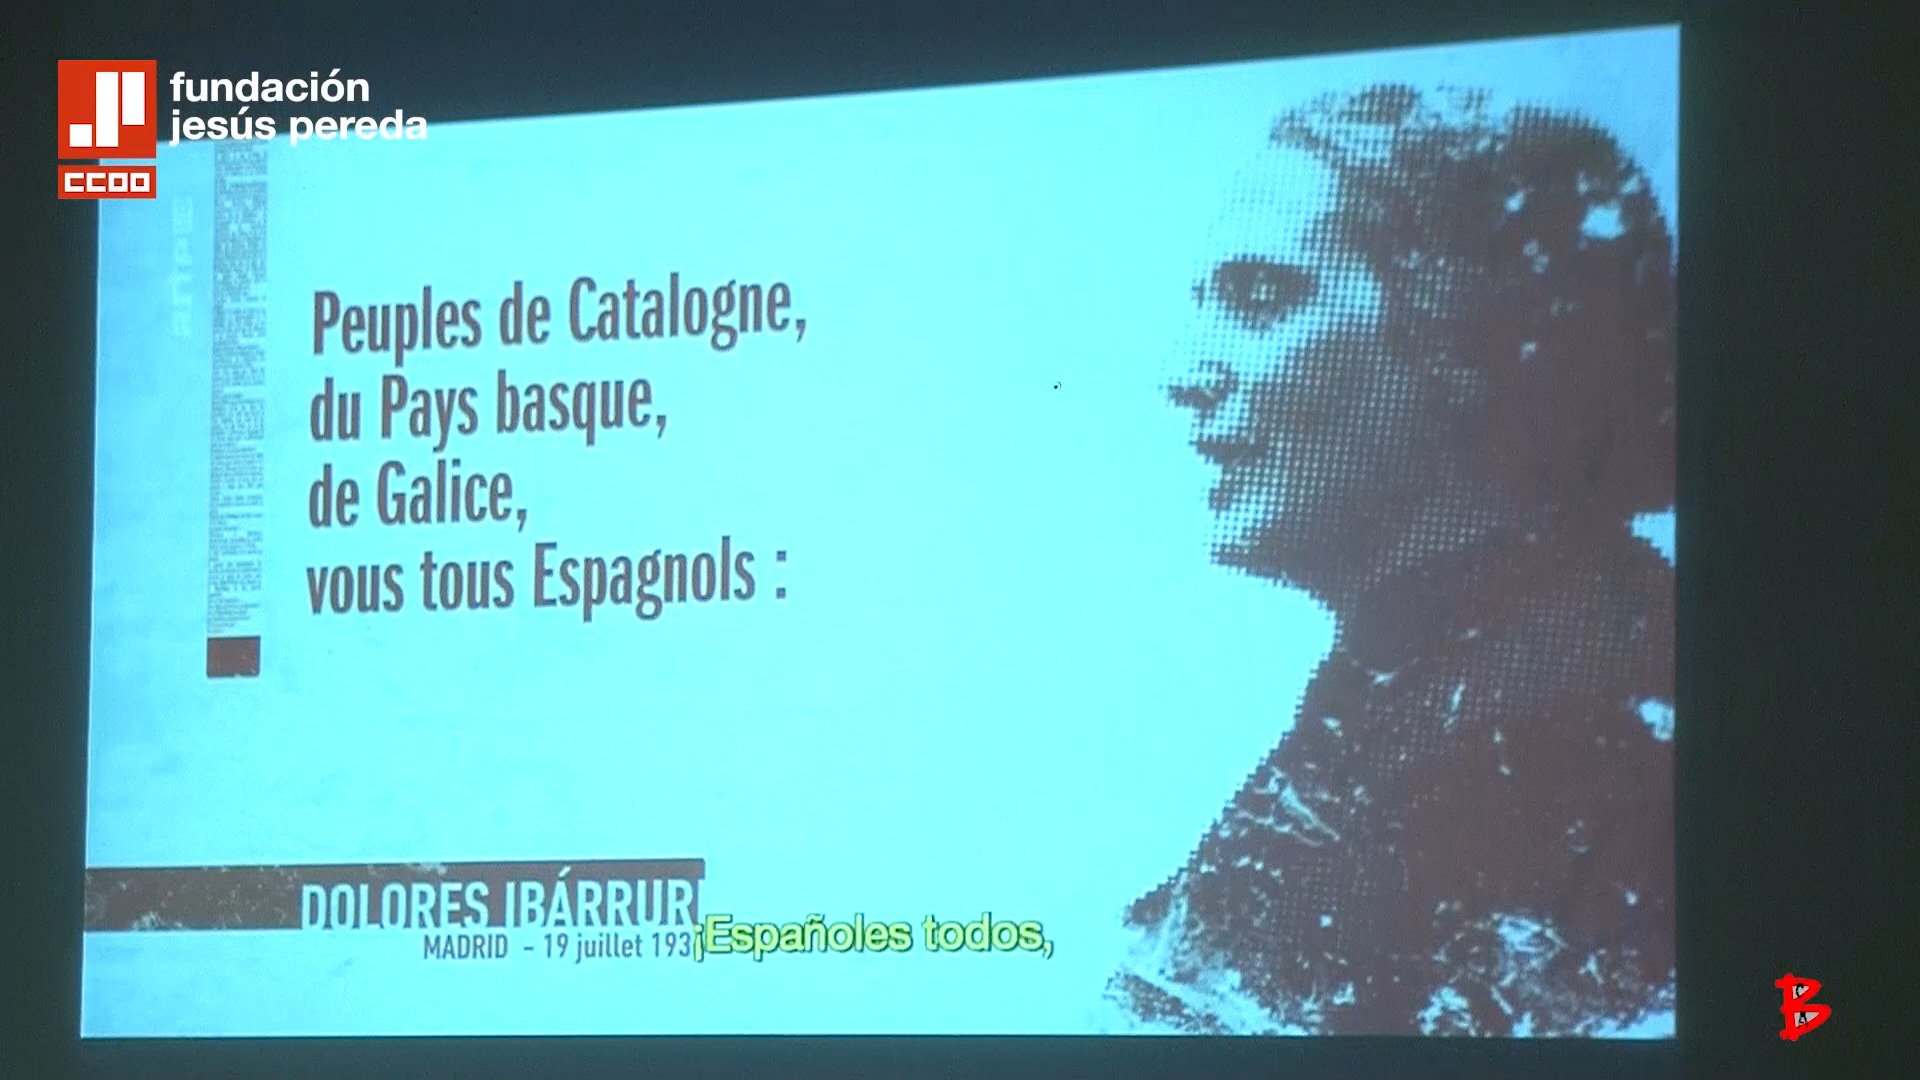 fundación
jesús pereda
CCOO
Peuples de Catalogne,
du Pays basque,
de Galice,
vous tous Espagnols :
DOLORES IBÁRRURI
MADRID – 19 juillet 193
¡Españoles todos,
B